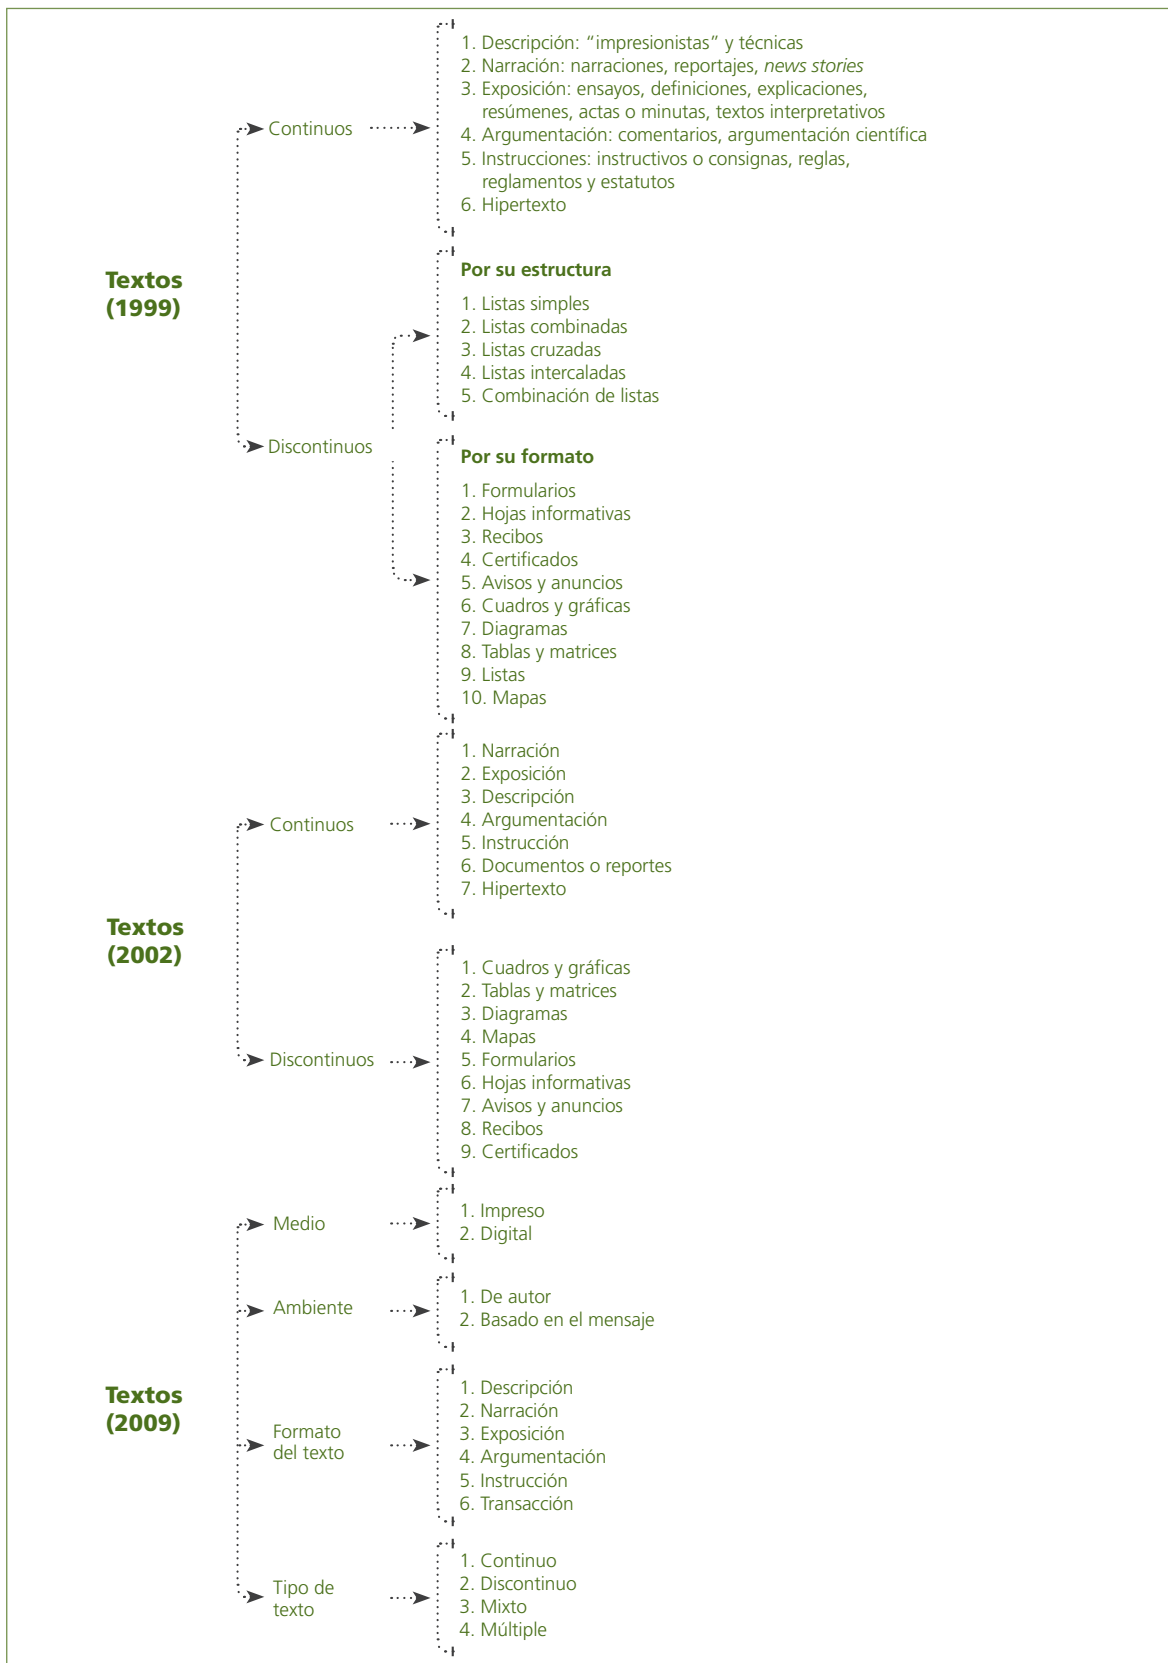 Textos
(1999)
Continuos
1. Descripción: “impresionistas” y técnicas
2. Narración: narraciones, reportajes, news stories
3. Exposición: ensayos, definiciones, explicaciones,
resúmenes, actas o minutas, textos interpretativos
4. Argumentación: comentarios, argumentación científica
5. Instrucciones: instructivos o consignas, reglas,
reglamentos y estatutos
6. Hipertexto
Discontinuos
Por su estructura
1. Listas simples
2. Listas combinadas
3. Listas cruzadas
4. Listas intercaladas
5. Combinación de listas
Por su formato
1. Formularios
2. Hojas informativas
3. Recibos
4. Certificados
5. Avisos y anuncios
6. Cuadros y gráficas
7. Diagramas
8. Tablas y matrices
9. Listas
10. Mapas
Textos
(2002)
Continuos
1. Narración
2. Exposición
3. Descripción
4. Argumentación
5. Instrucción
6. Documentos o reportes
7. Hipertexto
Discontinuos
1. Cuadros y gráficas
2. Tablas y matrices
3. Diagramas
4. Mapas
5. Formularios
6. Hojas informativas
7. Avisos y anuncios
8. Recibos
9. Certificados
Textos
(2009)
Medio
1. Impreso
2. Digital
Ambiente
1. De autor
2. Basado en el mensaje
Formato
del texto
1. Descripción
2. Narración
3. Exposición
4. Argumentación
5. Instrucción
6. Transacción
Tipo de
texto
1. Continuo
2. Discontinuo
3. Mixto
4. Múltiple